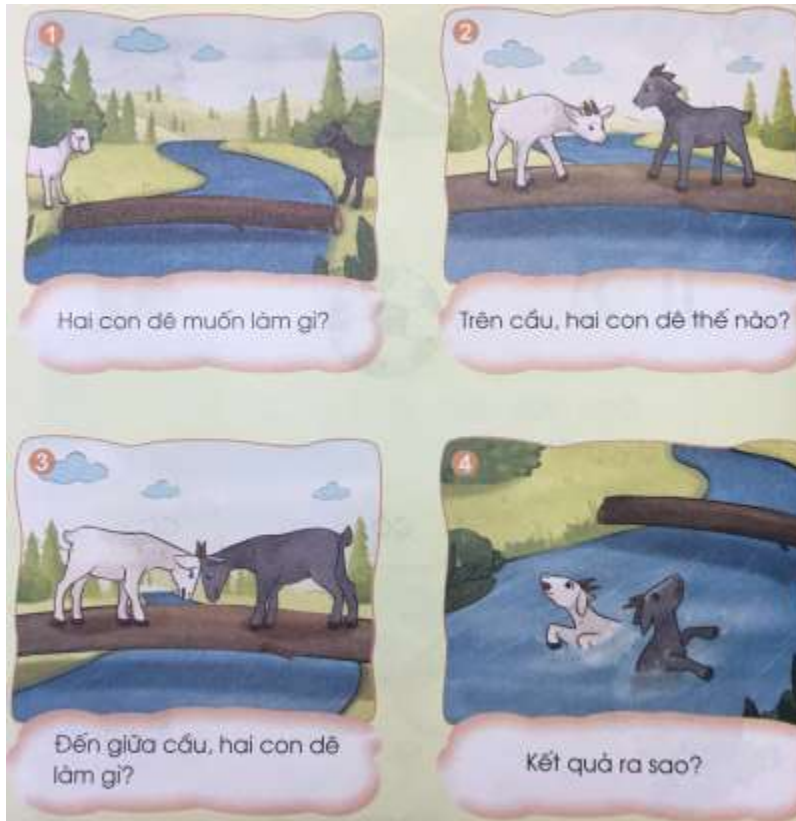 1
Hai con dê muốn làm gì?
2
Trên cầu, hai con dê thế nào?
3
Đến giữa cầu, hai con dê
làm gì?
4
Kết quả ra sao?